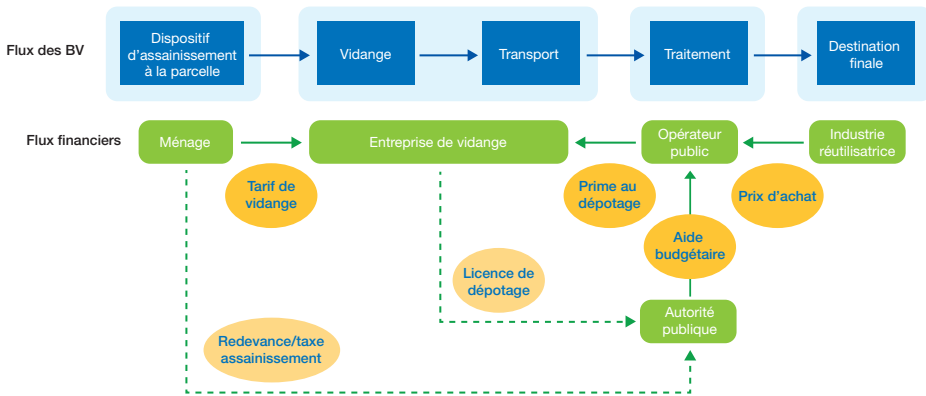 Flux des BV
Dispositif
d'assainissement
à la parcelle
Vidange
Transport
Traitement
Destination
finale
Flux financiers
Ménage
Entreprise de vidange
Opérateur
public
Industrie
réutilisatrice
Tarif de
vidange
Prime au
dépotage
Prix d'achat
Aide
budgétaire
Licence de
dépotage
Autorité
publique
Redevance/taxe
assainissement